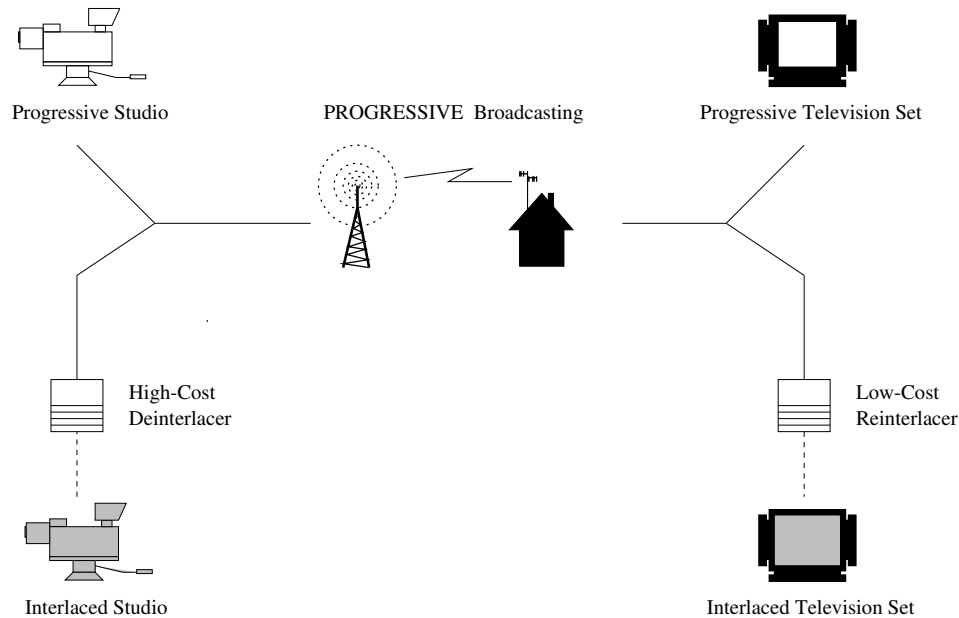 Progressive Studio
PROGRESSIVE Broadcasting
Progressive Television Set
High-Cost
Deinterlacer
Low-Cost
Reinterlacer
Interlaced Studio
Interlaced Television Set